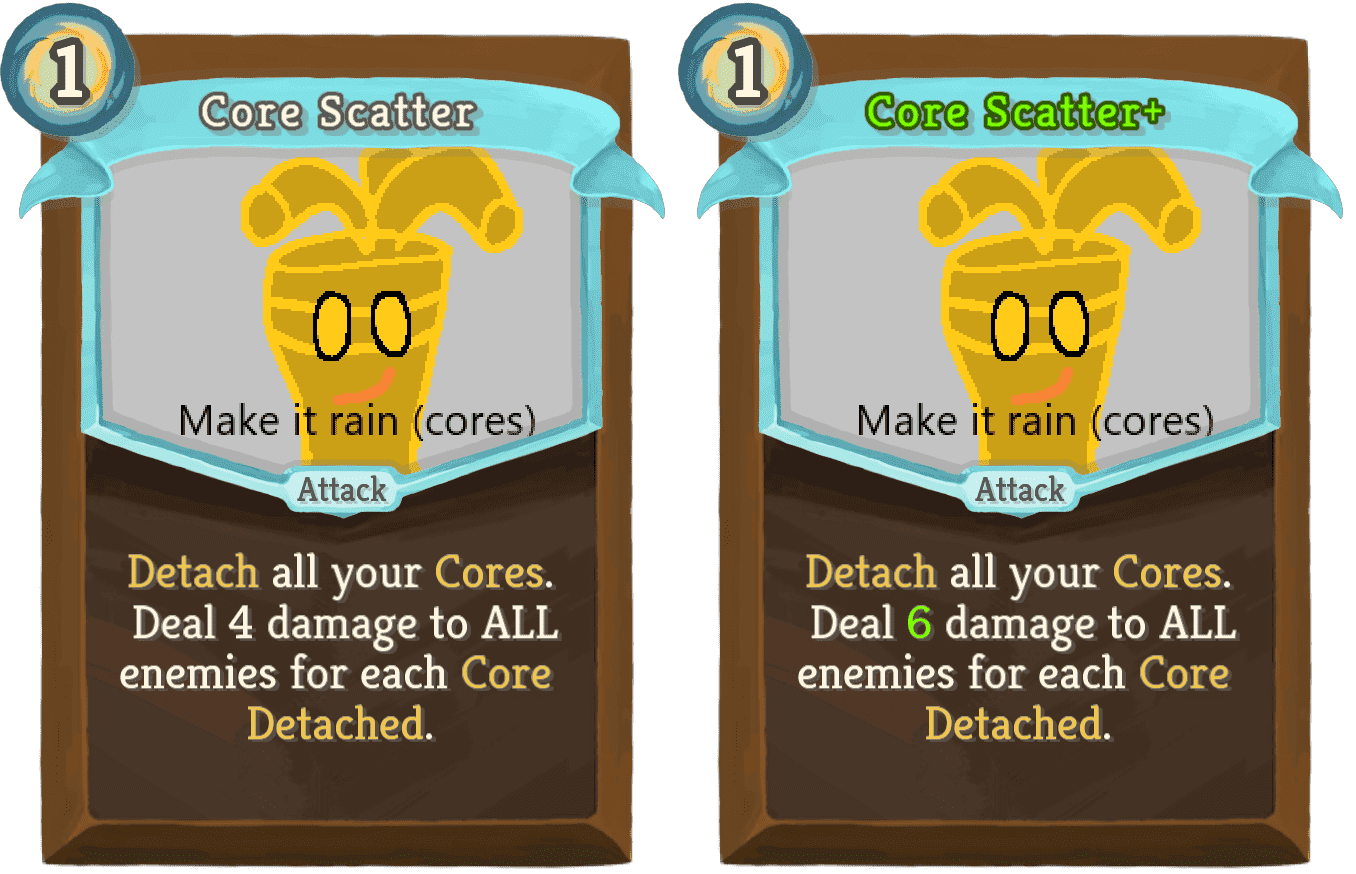 1
Core Scatter
Make it rain (cores)
Attack
Detach all your Cores.
Deal 4 damage to ALL
enemies for each Core
Detached.
1
Core Scatter+
Make it rain (cores)
Attack
Detach all your Cores.
Deal 6 damage to ALL
enemies for each Core
Detached.